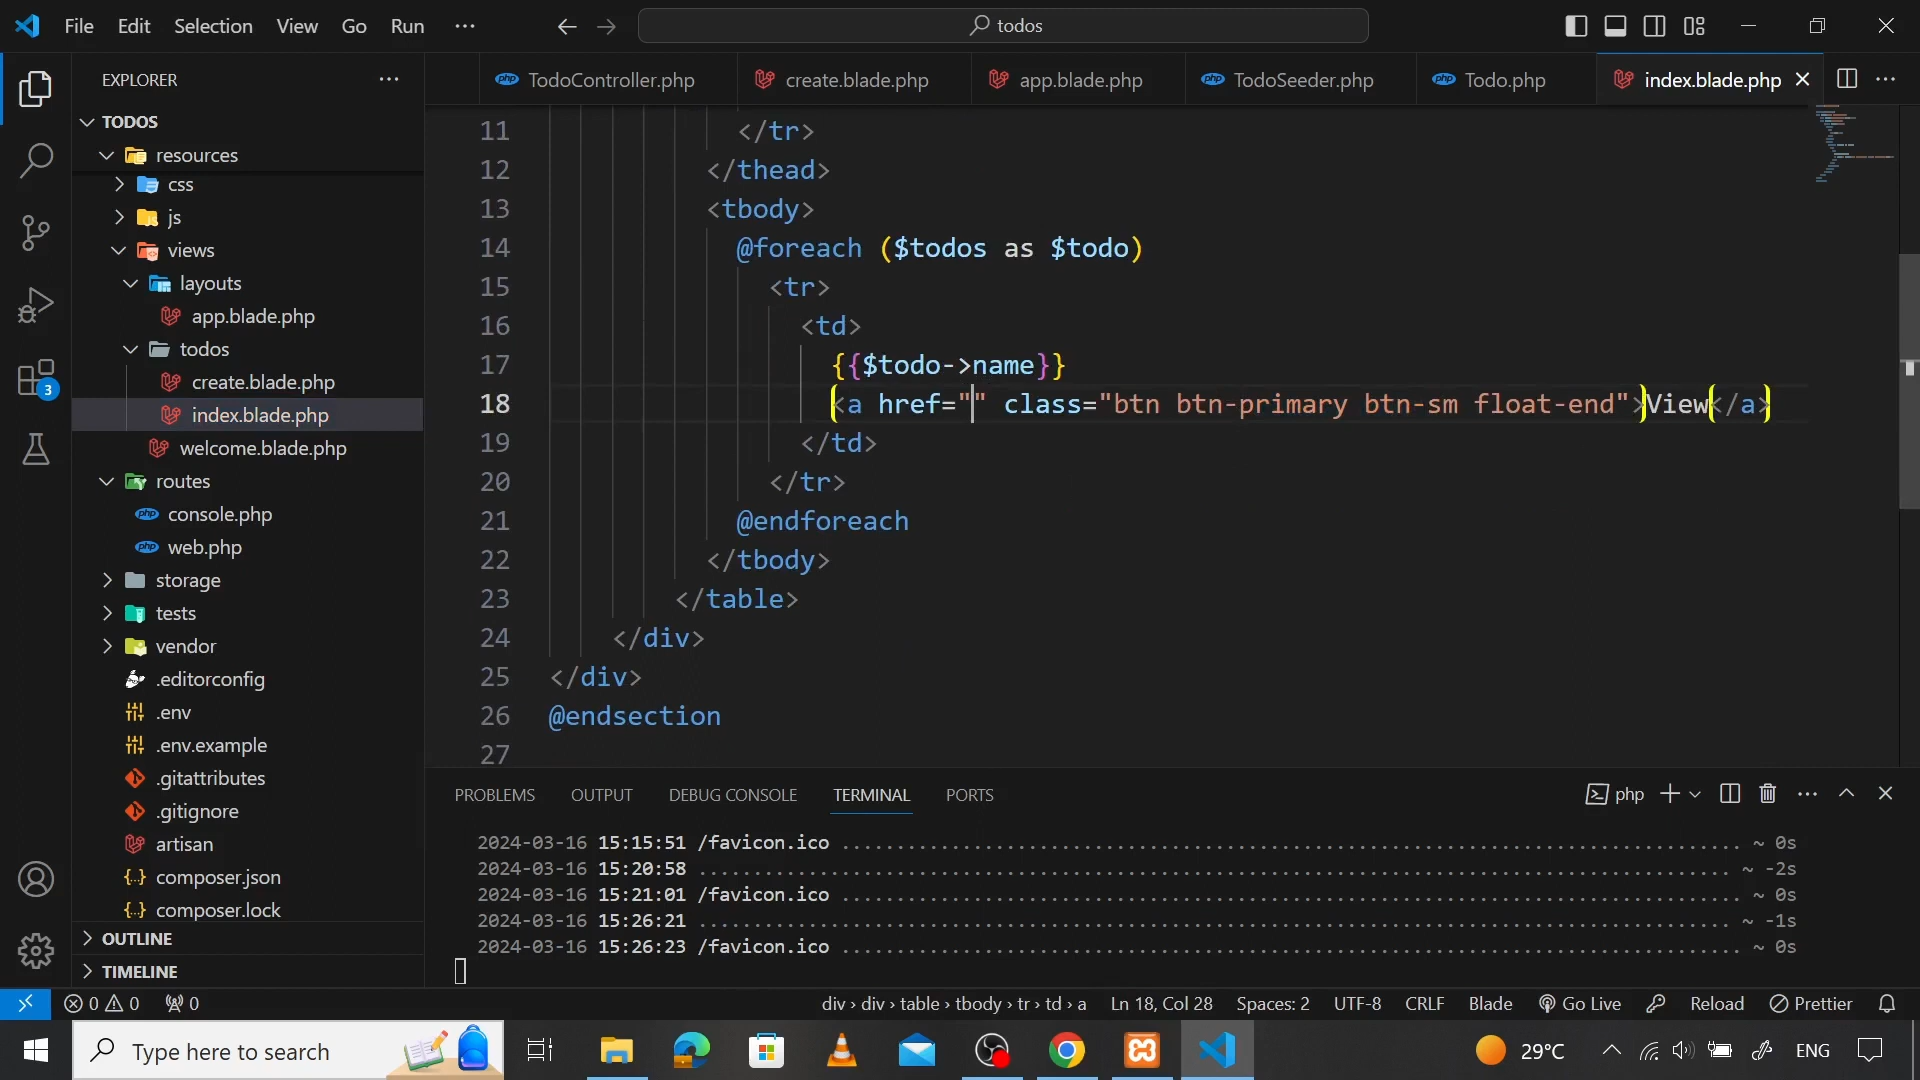 File Edit Selection View Go Run ···
todos
EXPLORER
TODOS
resources
css
js
views
layouts
app.blade.php
todos
create.blade.php
index.blade.php
welcome.blade.php
routes
console.php
web.php
storage
tests
vendor
.editorconfig
.env
.env.example
.gitattributes
.gitignore
artisan
composer.json
composer.lock
OUTLINE
TIMELINE
3
TodoController.php create.blade.php app.blade.php TodoSeeder.php Todo.php index.blade.php
11 </tr>
12 </thead>
13 <tbody>
14 @foreach ($todos as $todo)
15 <tr>
16 <td>
17 {{$todo->name}}
18 <a href="" class="btn btn-primary btn-sm float-end">View</a>
19 </td>
20 </tr>
21 @endforeach
22 </tbody>
23 </table>
24 </div>
25 </div>
26 @endsection
27
PROBLEMS OUTPUT DEBUG CONSOLE TERMINAL PORTS
php
2024-03-16 15:15:51 /favicon.ico ~ 0s
2024-03-16 15:20:58 ~ -2s
2024-03-16 15:21:01 /favicon.ico ~ 0s
2024-03-16 15:26:21 ~ -1s
2024-03-16 15:26:23 /favicon.ico ~ 0s
0 0 0 div › div › table › tbody › tr › td › a Ln 18, Col 28 Spaces: 2 UTF-8 CRLF Blade Go Live Reload Prettier
Type here to search
29°C ENG